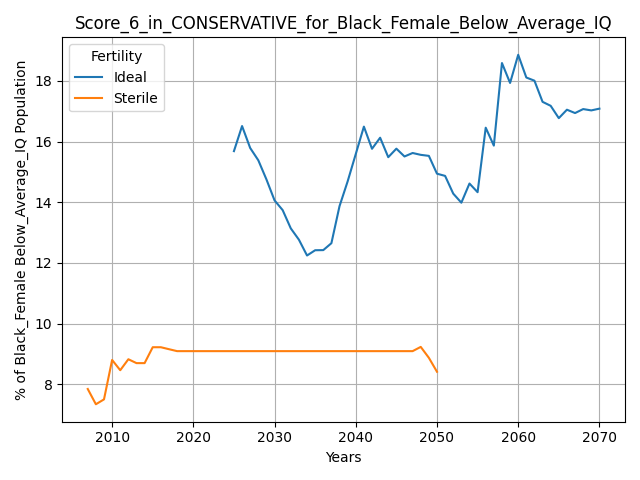 Score_6_in_CONSERVATIVE_for_Black_Female_Below_Average_IQ
Fertility
Ideal
Sterile
% of Black_Female Below_Average_IQ Population
18
16
14
12
10
8
2010
2020
2030
2040
2050
2060
2070
Years